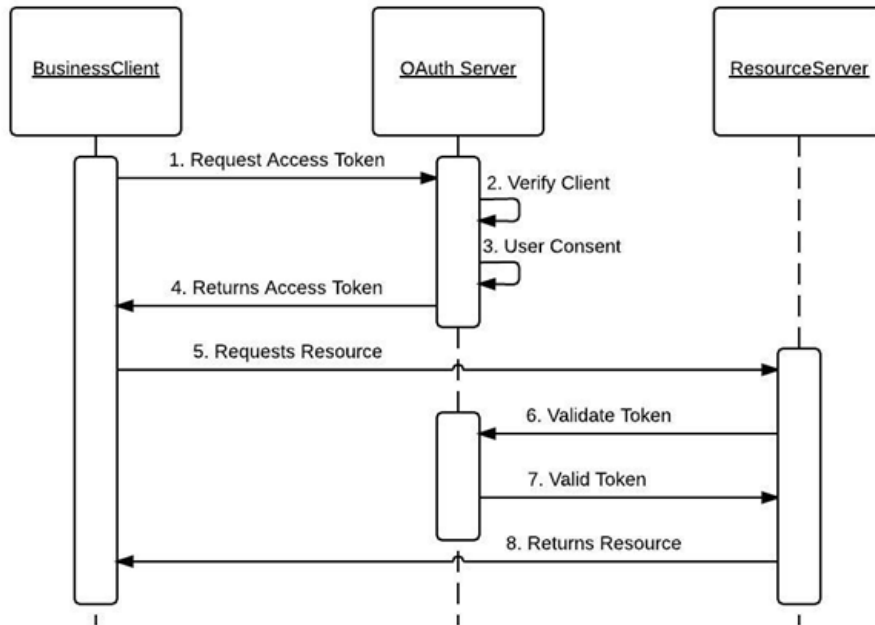 BusinessClient
OAuth Server
ResourceServer
1. Request Access Token
2. Verify Client
3. User Consent
4. Returns Access Token
5. Requests Resource
6. Validate Token
7. Valid Token
8. Returns Resource